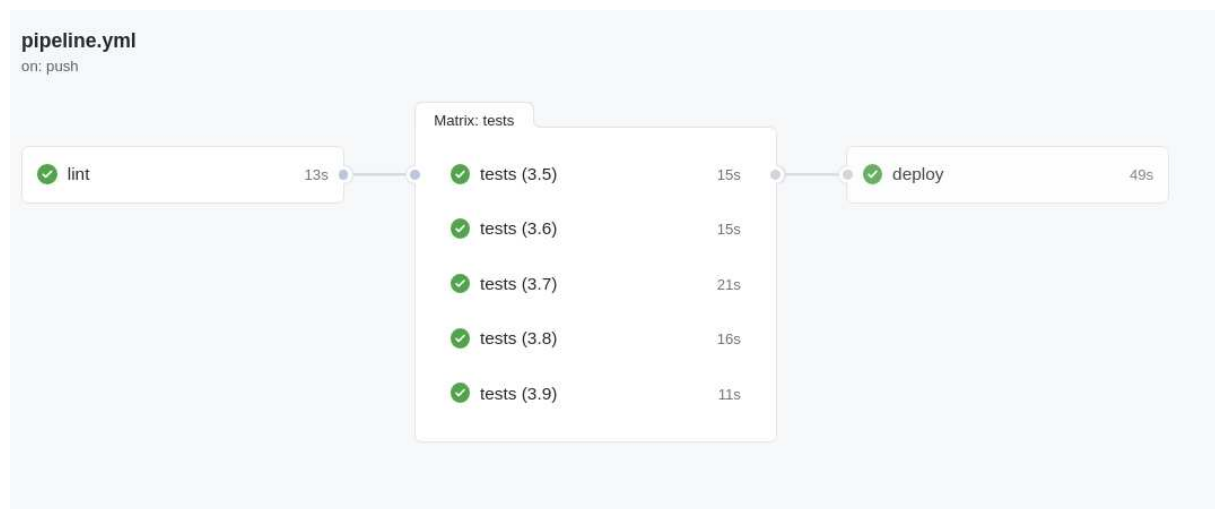 pipeline.yml
on: push
Matrix: tests
lint 13s
tests (3.5) 15s
deploy 49s
tests (3.6) 15s
tests (3.7) 21s
tests (3.8) 16s
tests (3.9) 11s